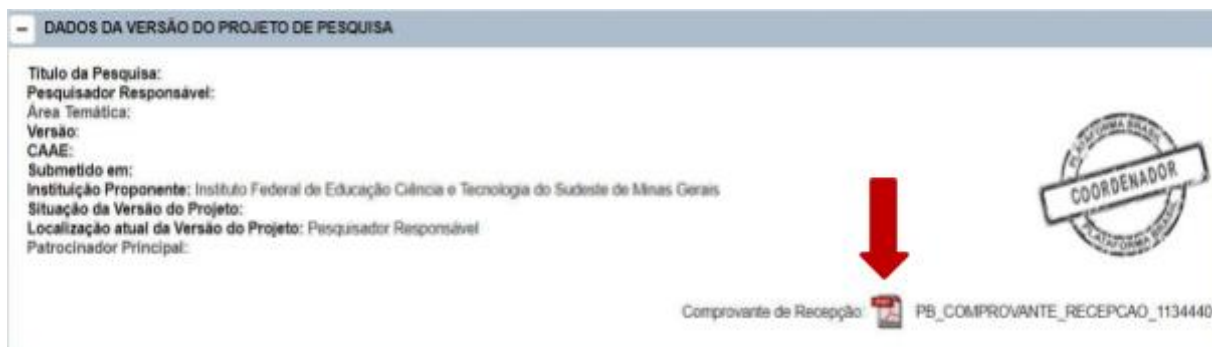 − DADOS DA VERSÃO DO PROJETO DE PESQUISA
Título da Pesquisa:
Pesquisador Responsável:
Área Temática:
Versão:
CAAE:
Submetido em:
Instituição Proponente: Instituto Federal de Educação Ciência e Tecnologia do Sudeste de Minas Gerais
Situação da Versão do Projeto:
Localização atual da Versão do Projeto: Pesquisador Responsável
Patrocinador Principal:
PLATAFORMA BRASIL
COORDENADOR
PLATAFORMA BRASIL
Comprovante de Recepção: PDF PB_COMPROVANTE_RECEPCAO_1134440